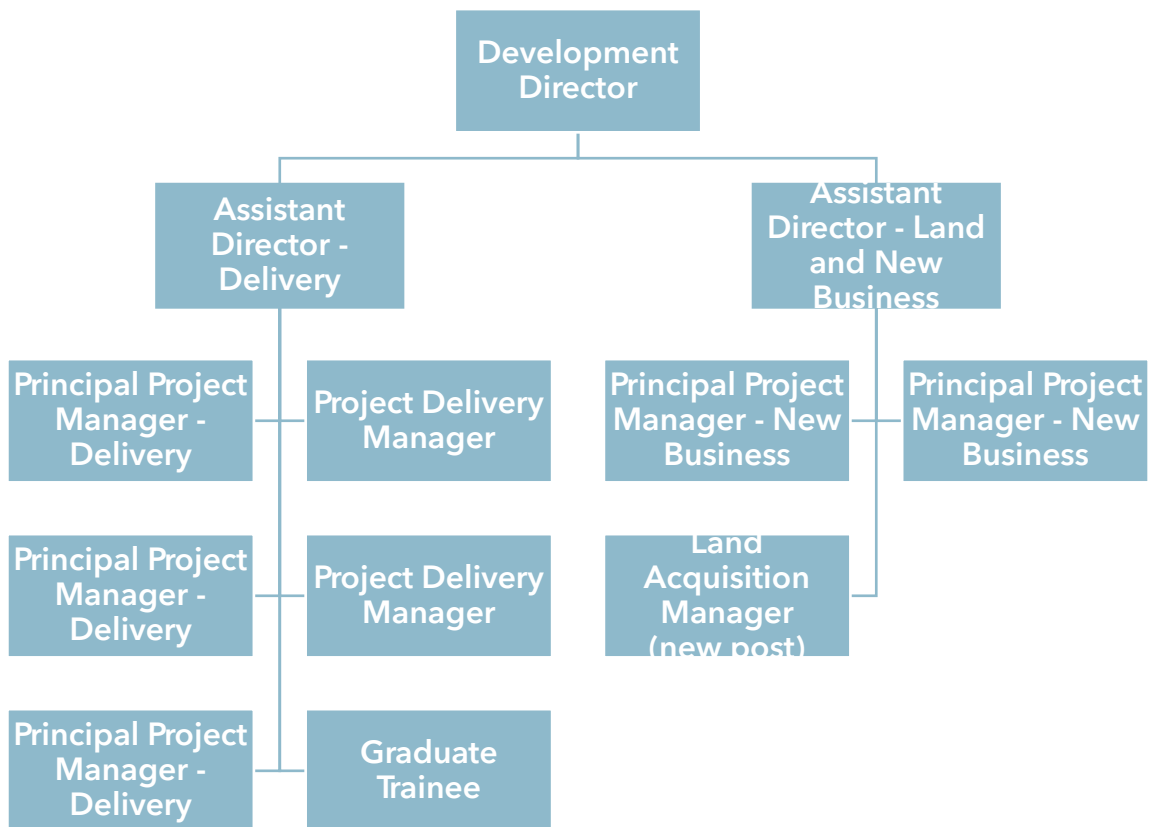 Development
Director
Assistant
Director -
Delivery
Assistant
Director - Land
and New
Business
Principal Project
Manager -
Delivery
Project Delivery
Manager
Principal Project
Manager - New
Business
Principal Project
Manager - New
Business
Principal Project
Manager -
Delivery
Project Delivery
Manager
Land
Acquisition
Manager
(new post)
Principal Project
Manager -
Delivery
Graduate
Trainee